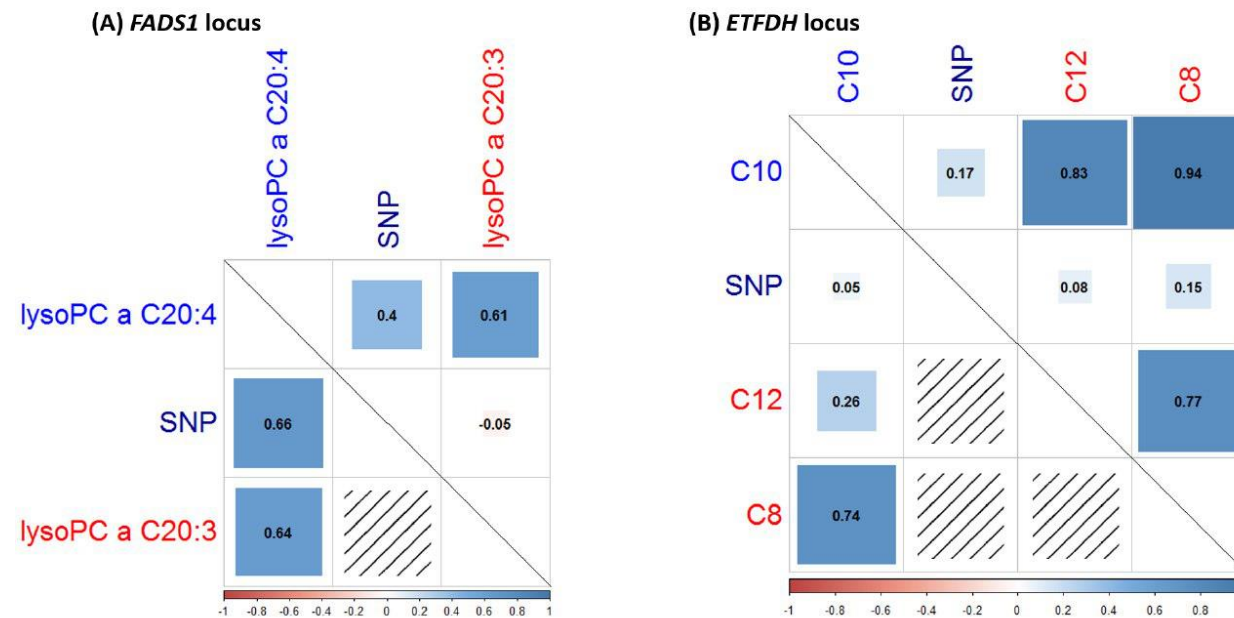 (A) FADS1 locus
lysoPC a C20:4
SNP
lysoPC a C20:3
lysoPC a C20:4
0.4
0.61
SNP
0.66
-0.05
lysoPC a C20:3
0.64
-1 -0.8 -0.6 -0.4 -0.2 0 0.2 0.4 0.6 0.8 1
(B) ETFDH locus
C10
SNP
C12
C8
C10
0.17
0.83
0.94
SNP
0.05
0.08
0.15
C12
0.26
0.77
C8
0.74
-1 -0.8 -0.6 -0.4 -0.2 0 0.2 0.4 0.6 0.8